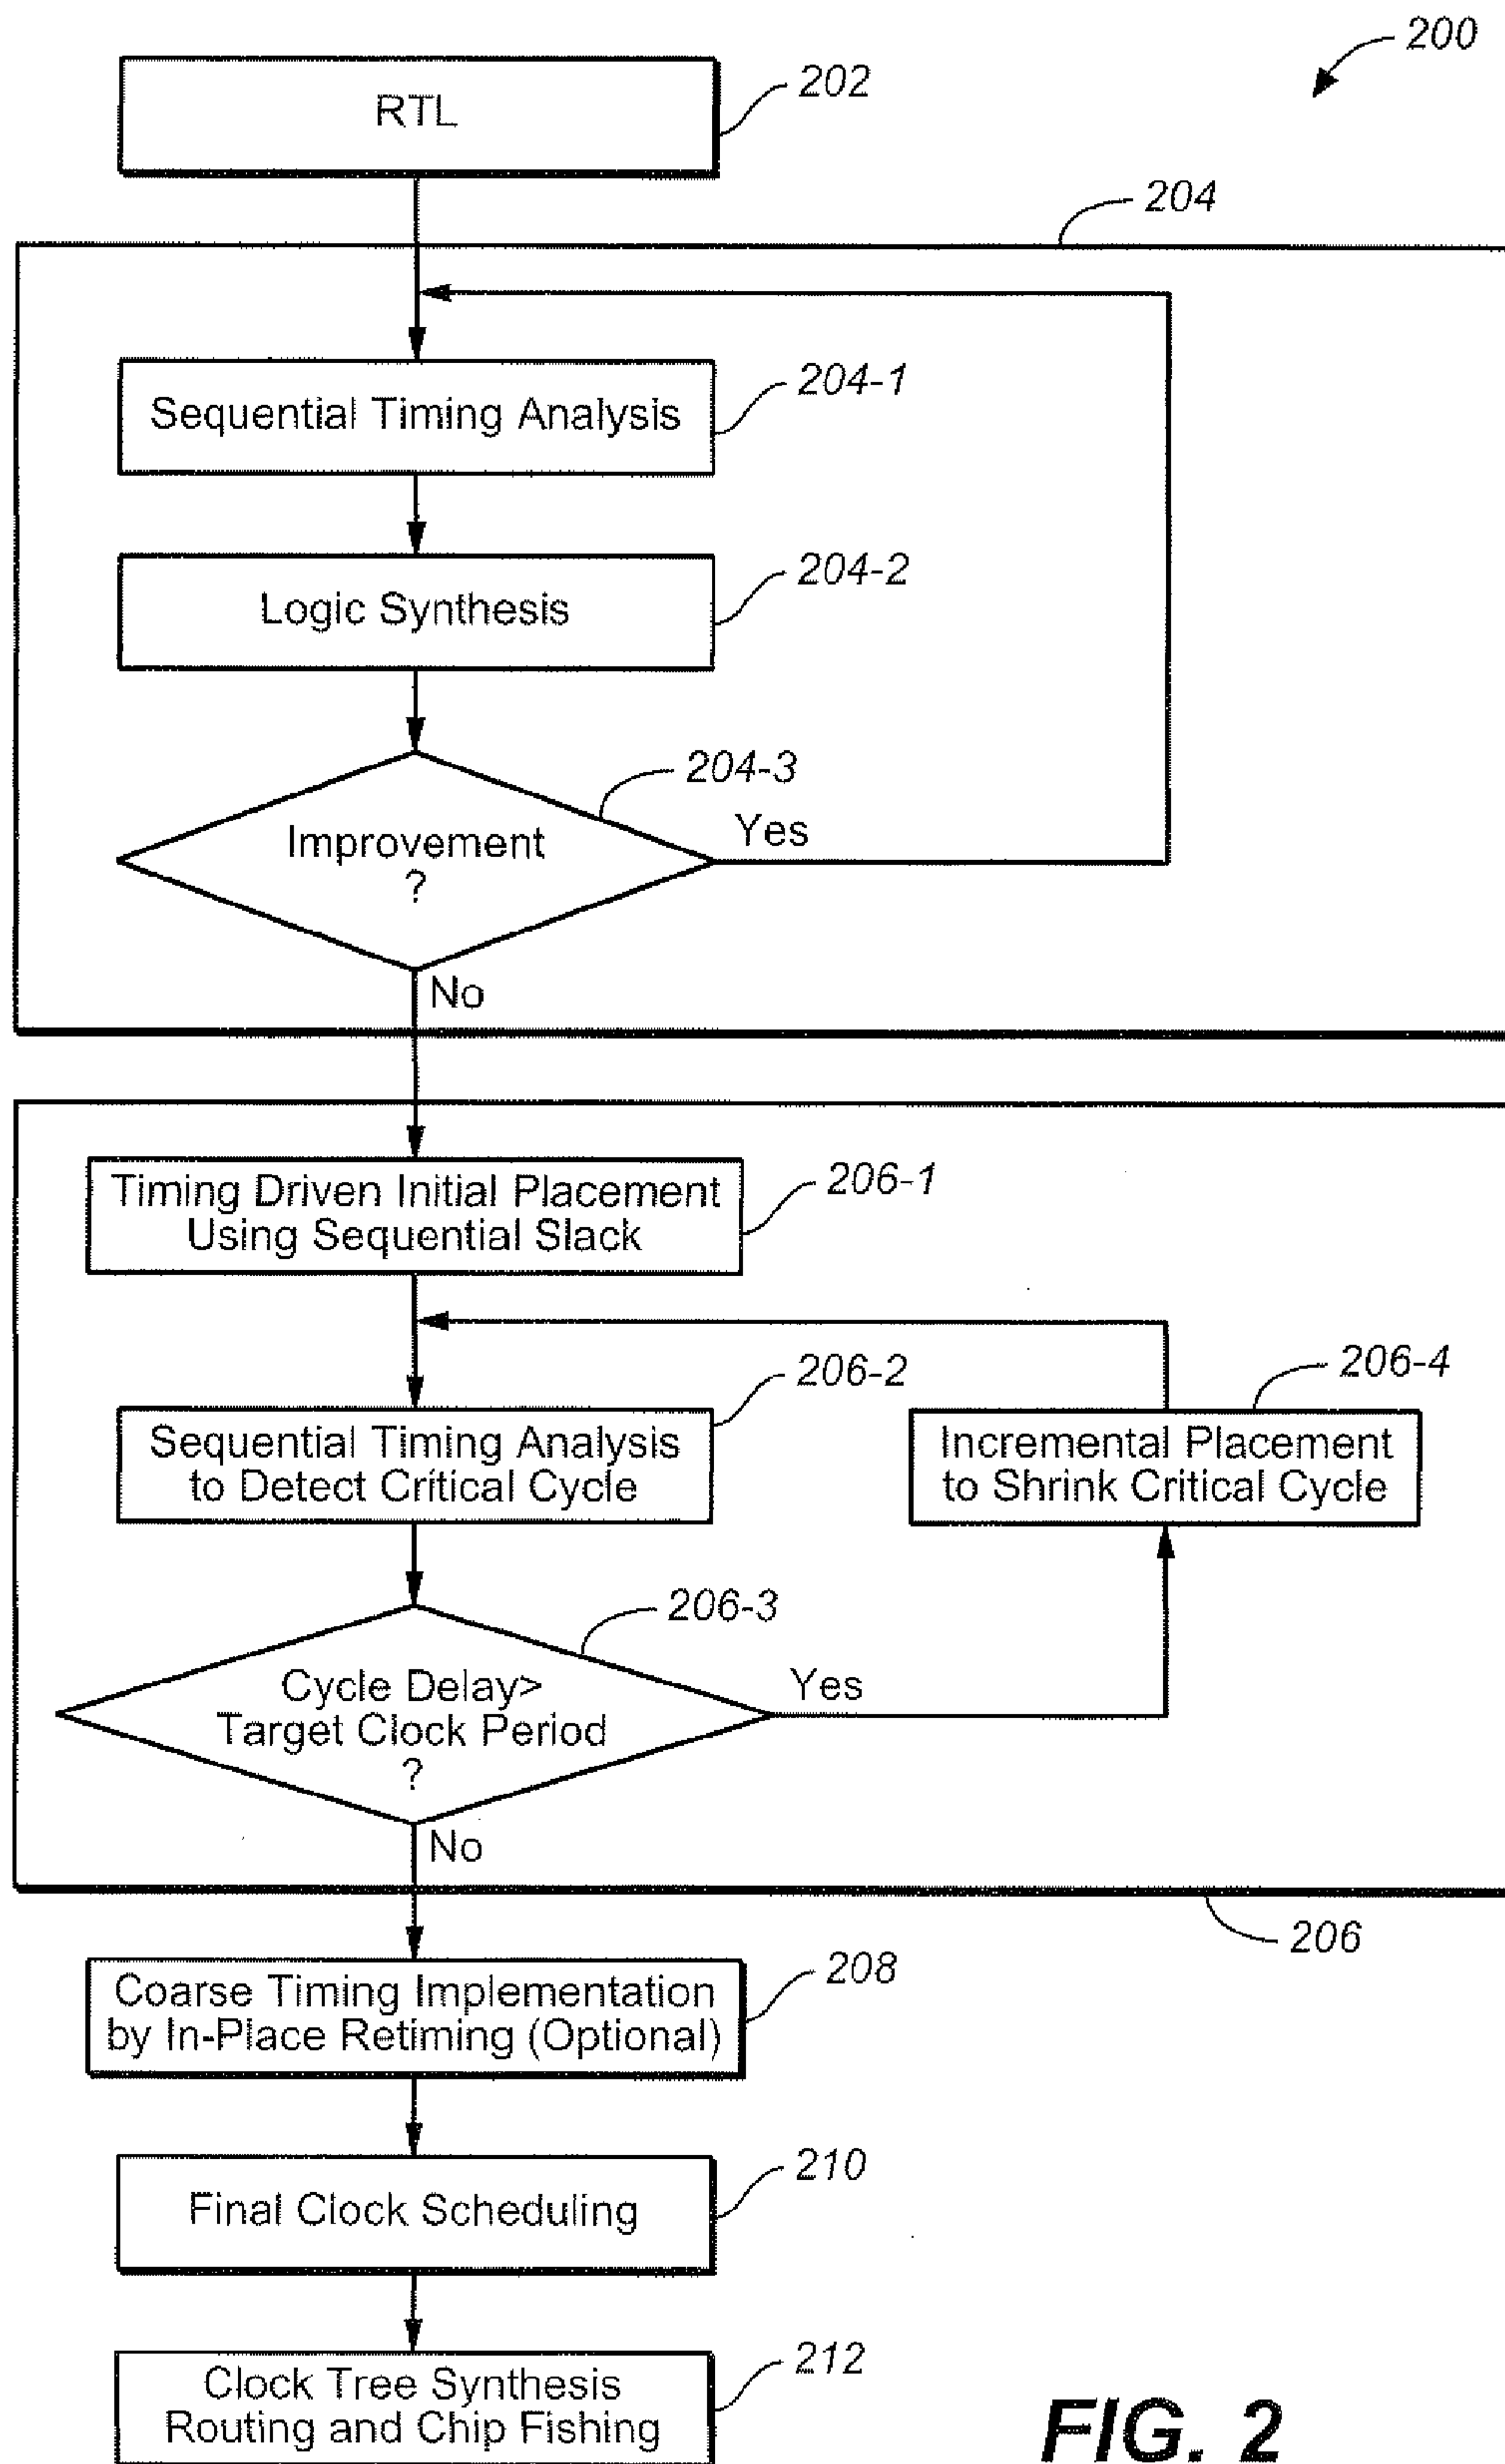 200
RTL
202
204
Sequential Timing Analysis
204-1
Logic Synthesis
204-2
204-3
Improvement
?
Yes
No
Timing Driven Initial Placement
Using Sequential Slack
206-1
206-2
Sequential Timing Analysis
to Detect Critical Cycle
206-4
Incremental Placement
to Shrink Critical Cycle
206-3
Cycle Delay>
Target Clock Period
?
Yes
No
206
Coarse Timing Implementation
by In-Place Retiming (Optional)
208
Final Clock Scheduling
210
Clock Tree Synthesis
Routing and Chip Fishing
212
FIG. 2